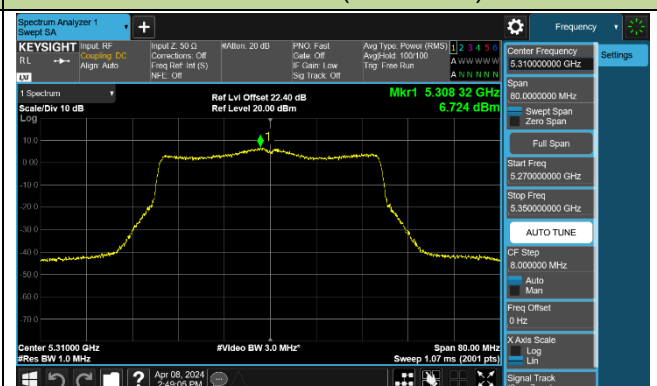 Spectrum Analyzer 1
Swept SA
+
Frequency
KEYSIGHT Input: RF Input Z: 50 Ω #Atten: 20 dB PNO: Fast Avg Type: Power (RMS) 1 2 3 4 5 6
RL Coupling: DC Corrections: Off Gate: Off Avg|Hold: 100/100 A W W W W W
Align: Auto Freq Ref: Int (S) IF Gain: Low Trig: Free Run
NFE: Off Sig Track: Off A N N N N N
LXI
1 Spectrum
Scale/Div 10 dB
Log
Ref Lvl Offset 22.40 dB
Ref Level 20.00 dBm
Mkr1 5.308 32 GHz
6.724 dBm
1
10.0
0.00
-10.0
-20.0
-30.0
-40.0
-50.0
-60.0
-70.0
Center 5.31000 GHz #Video BW 3.0 MHz* Span 80.00 MHz
#Res BW 1.0 MHz Sweep 1.07 ms (2001 pts)
Apr 08, 2024
2:49:05 PM
?
Center Frequency
5.310000000 GHz
Settings
Span
80.0000000 MHz
Swept Span
Zero Span
Full Span
Start Freq
5.270000000 GHz
Stop Freq
5.350000000 GHz
AUTO TUNE
CF Step
8.000000 MHz
Auto
Man
Freq Offset
0 Hz
X Axis Scale
Log
Lin
Signal Track